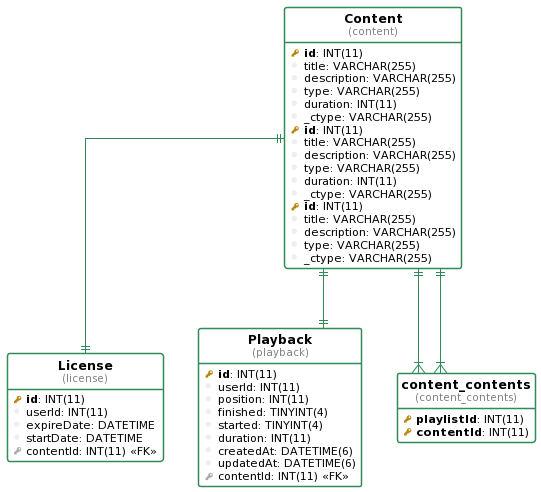 Content
(content)
id: INT(11)
title: VARCHAR(255)
description: VARCHAR(255)
type: VARCHAR(255)
duration: INT(11)
_ctype: VARCHAR(255)
id: INT(11)
title: VARCHAR(255)
description: VARCHAR(255)
type: VARCHAR(255)
duration: INT(11)
_ctype: VARCHAR(255)
id: INT(11)
title: VARCHAR(255)
description: VARCHAR(255)
type: VARCHAR(255)
_ctype: VARCHAR(255)
License
(license)
id: INT(11)
userId: INT(11)
expireDate: DATETIME
startDate: DATETIME
contentId: INT(11) «FK»
Playback
(playback)
id: INT(11)
userId: INT(11)
position: INT(11)
finished: TINYINT(4)
started: TINYINT(4)
duration: INT(11)
createdAt: DATETIME(6)
updatedAt: DATETIME(6)
contentId: INT(11) «FK»
content_contents
(content_contents)
playlistId: INT(11)
contentId: INT(11)